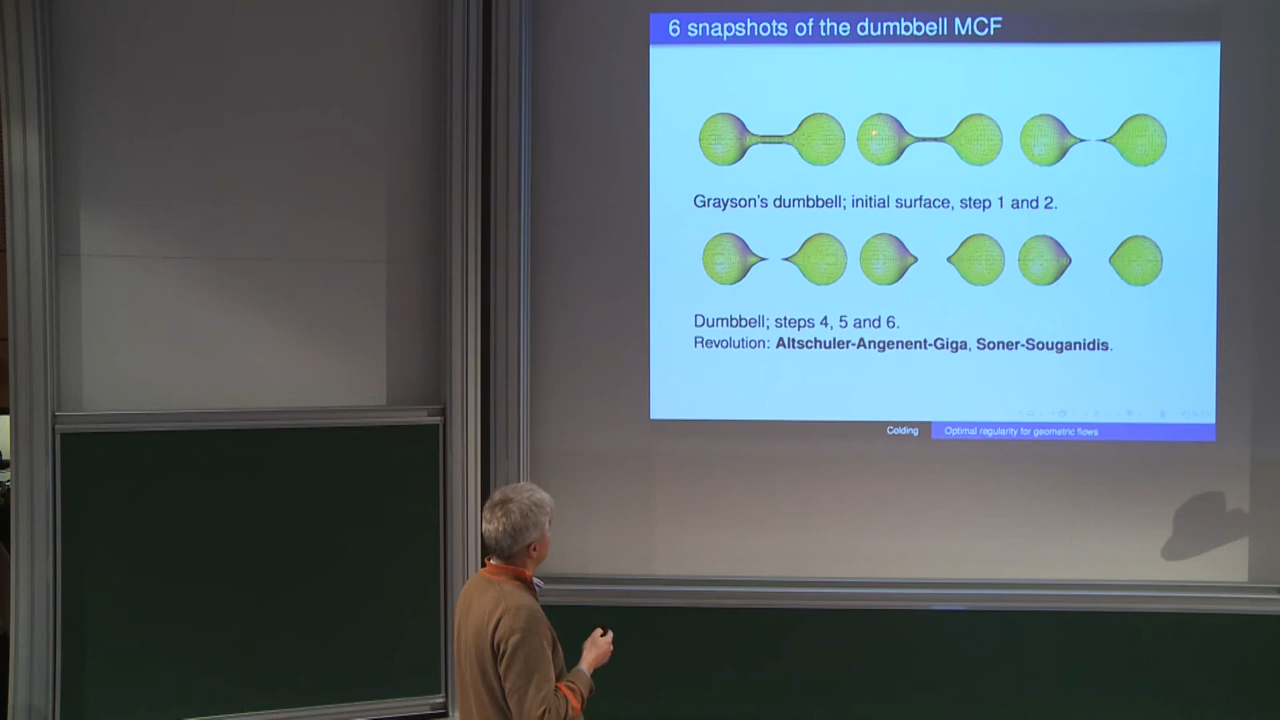 6 snapshots of the dumbbell MCF
Grayson's dumbbell; initial surface, step 1 and 2.
Dumbbell; steps 4, 5 and 6.
Revolution: Altschuler-Angenent-Giga, Soner-Souganidis.
Colding Optimal regularity for geometric flows